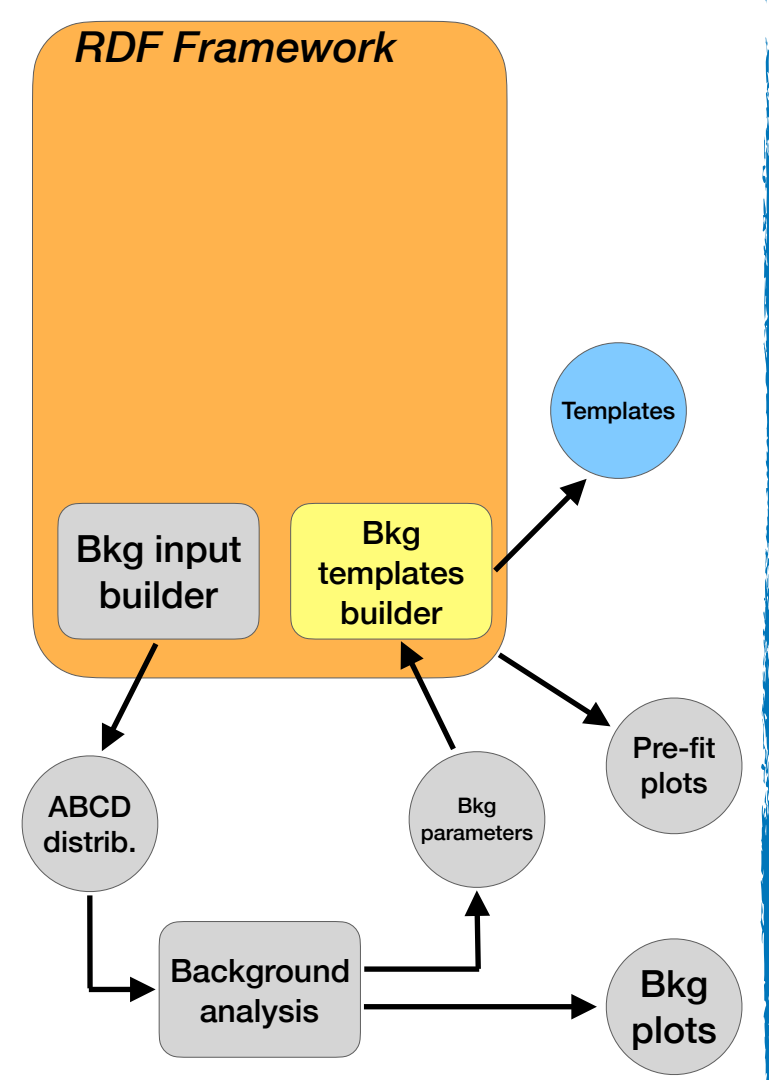 RDF Framework
Templates
Bkg input
builder
Bkg
templates
builder
Pre-fit
plots
ABCD
distrib.
Bkg
parameters
Background
analysis
Bkg
plots